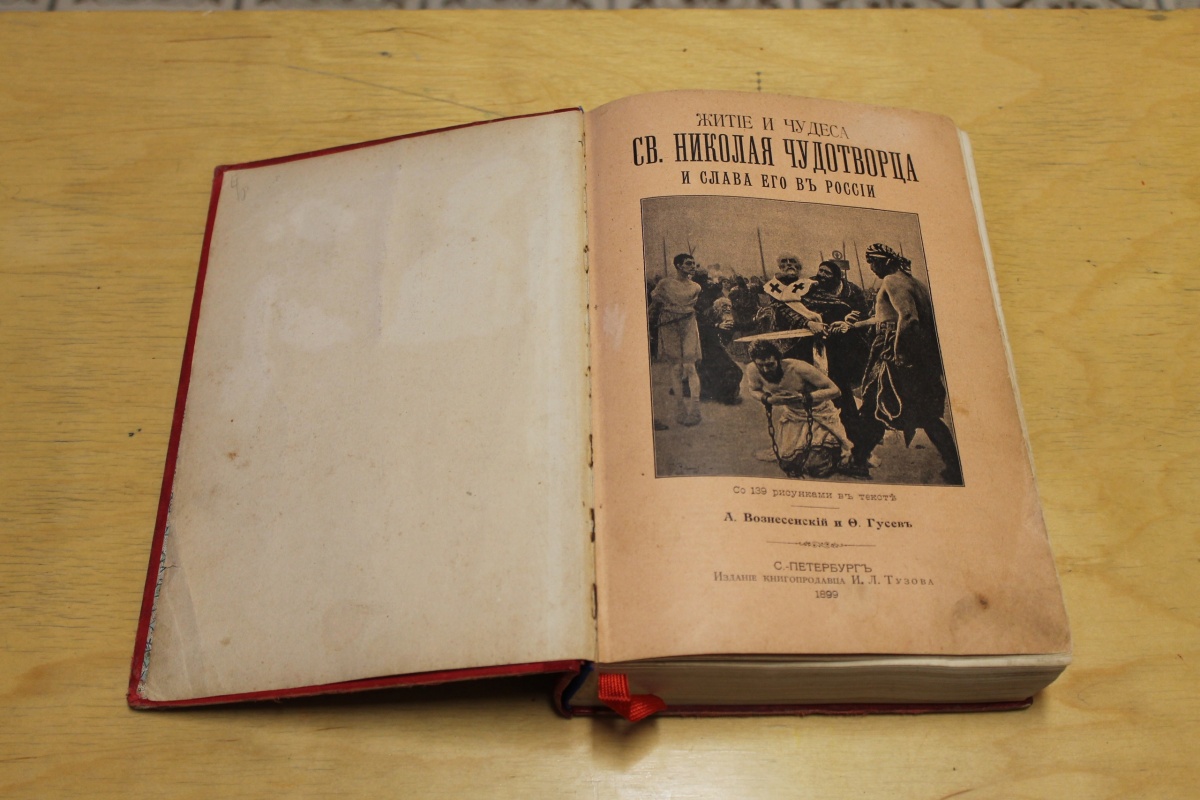 ЖИТІЕ И ЧУДЕСА
СВ. НИКОЛАЯ ЧУДОТВОРЦА
И СЛАВА ЕГО ВЪ РОССІИ
Со 139 рисунками въ текстѣ
А. Вознесенскій и Ѳ. Гусевъ
С.-ПЕТЕРБУРГЪ
Изданіе книгопродавца И. Л. Тузова
1899